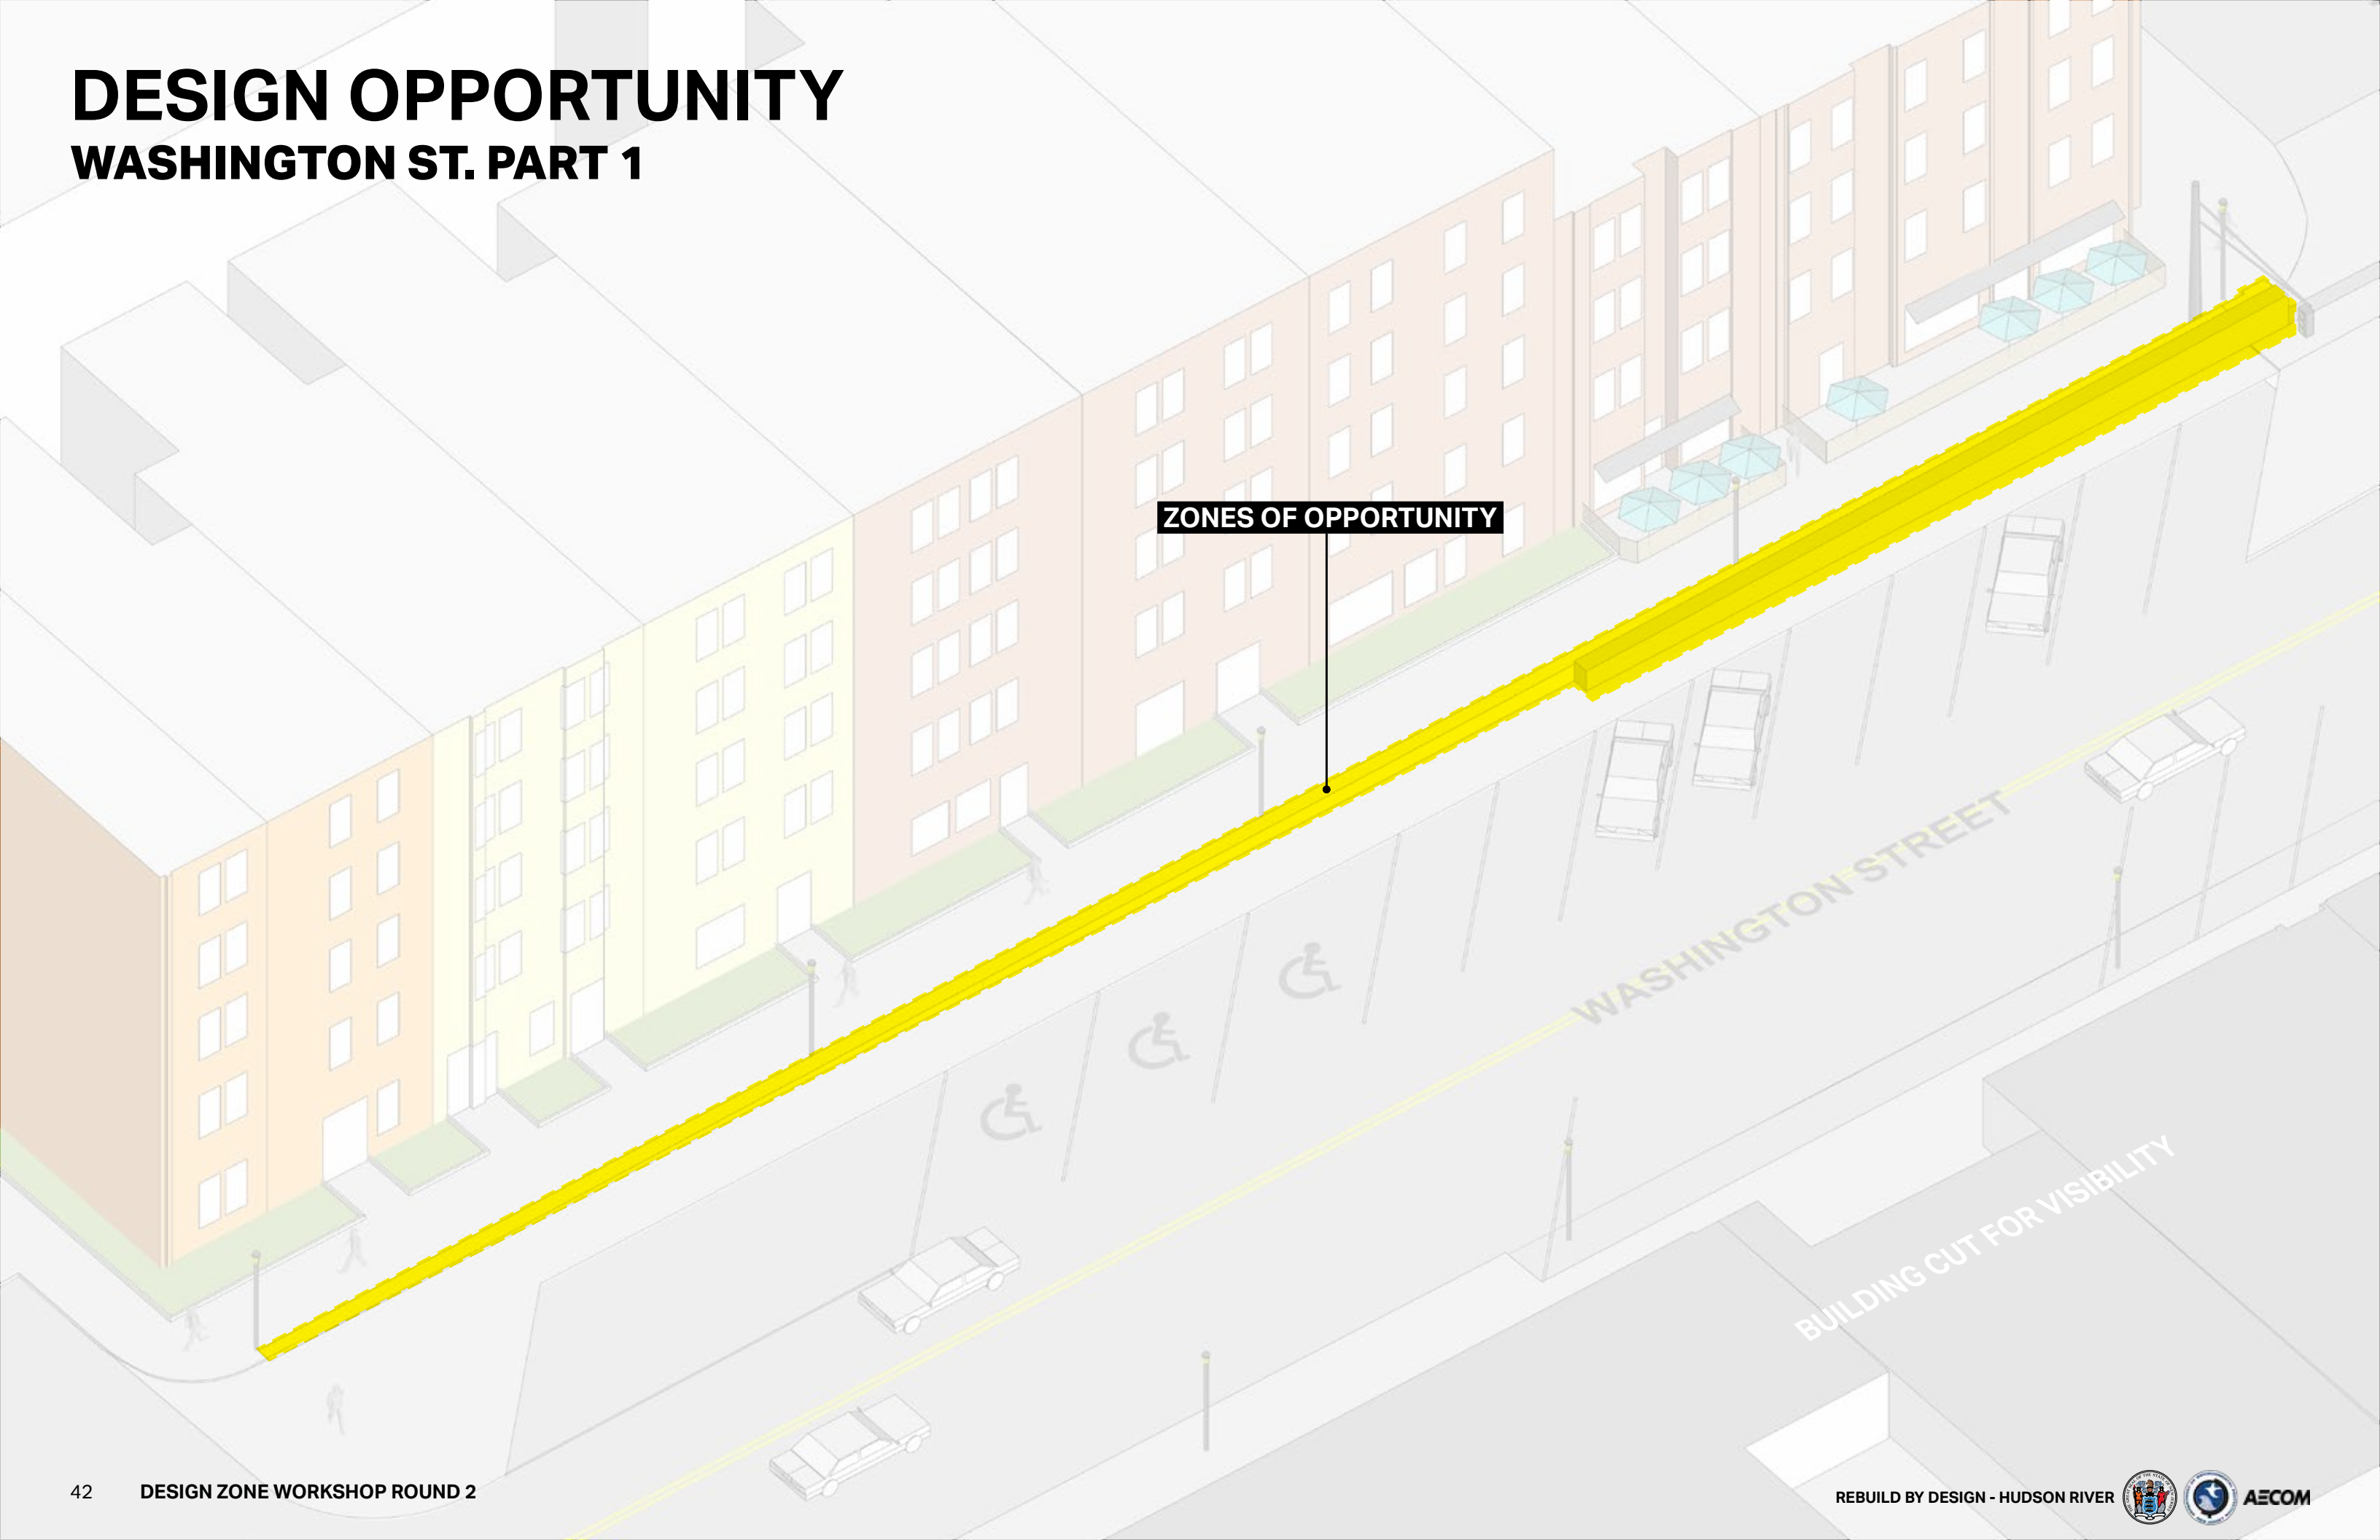 DESIGN OPPORTUNITY
WASHINGTON ST. PART 1
ZONES OF OPPORTUNITY
WASHINGTON STREET
BUILDING CUT FOR VISIBILITY
42 DESIGN ZONE WORKSHOP ROUND 2
REBUILD BY DESIGN - HUDSON RIVER
AECOM